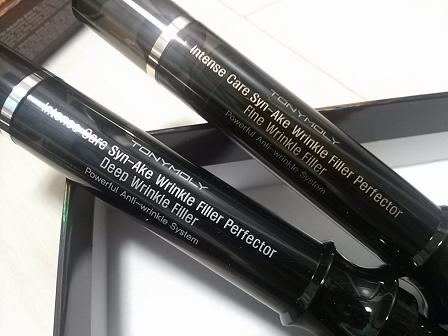 TONYMOLY
Intense Care Syn-Ake Wrinkle Filler Perfector
Deep Wrinkle Filler
Powerful Anti-wrinkle System
TONYMOLY
Intense Care Syn-Ake Wrinkle Filler Perfector
Fine Wrinkle Filler
Powerful Anti-wrinkle System